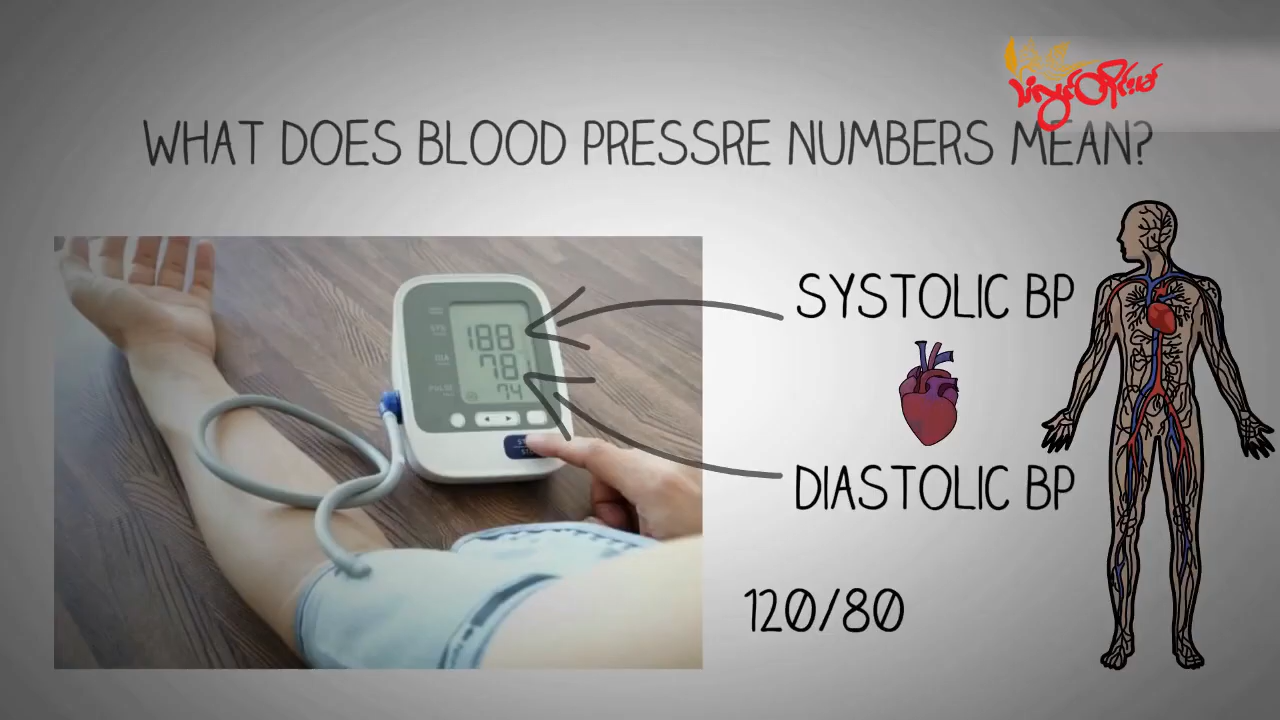 WHAT DOES BLOOD PRESSRE NUMBERS MEAN?
SYSTOLIC BP
188
78
74
DIASTOLIC BP
120/80